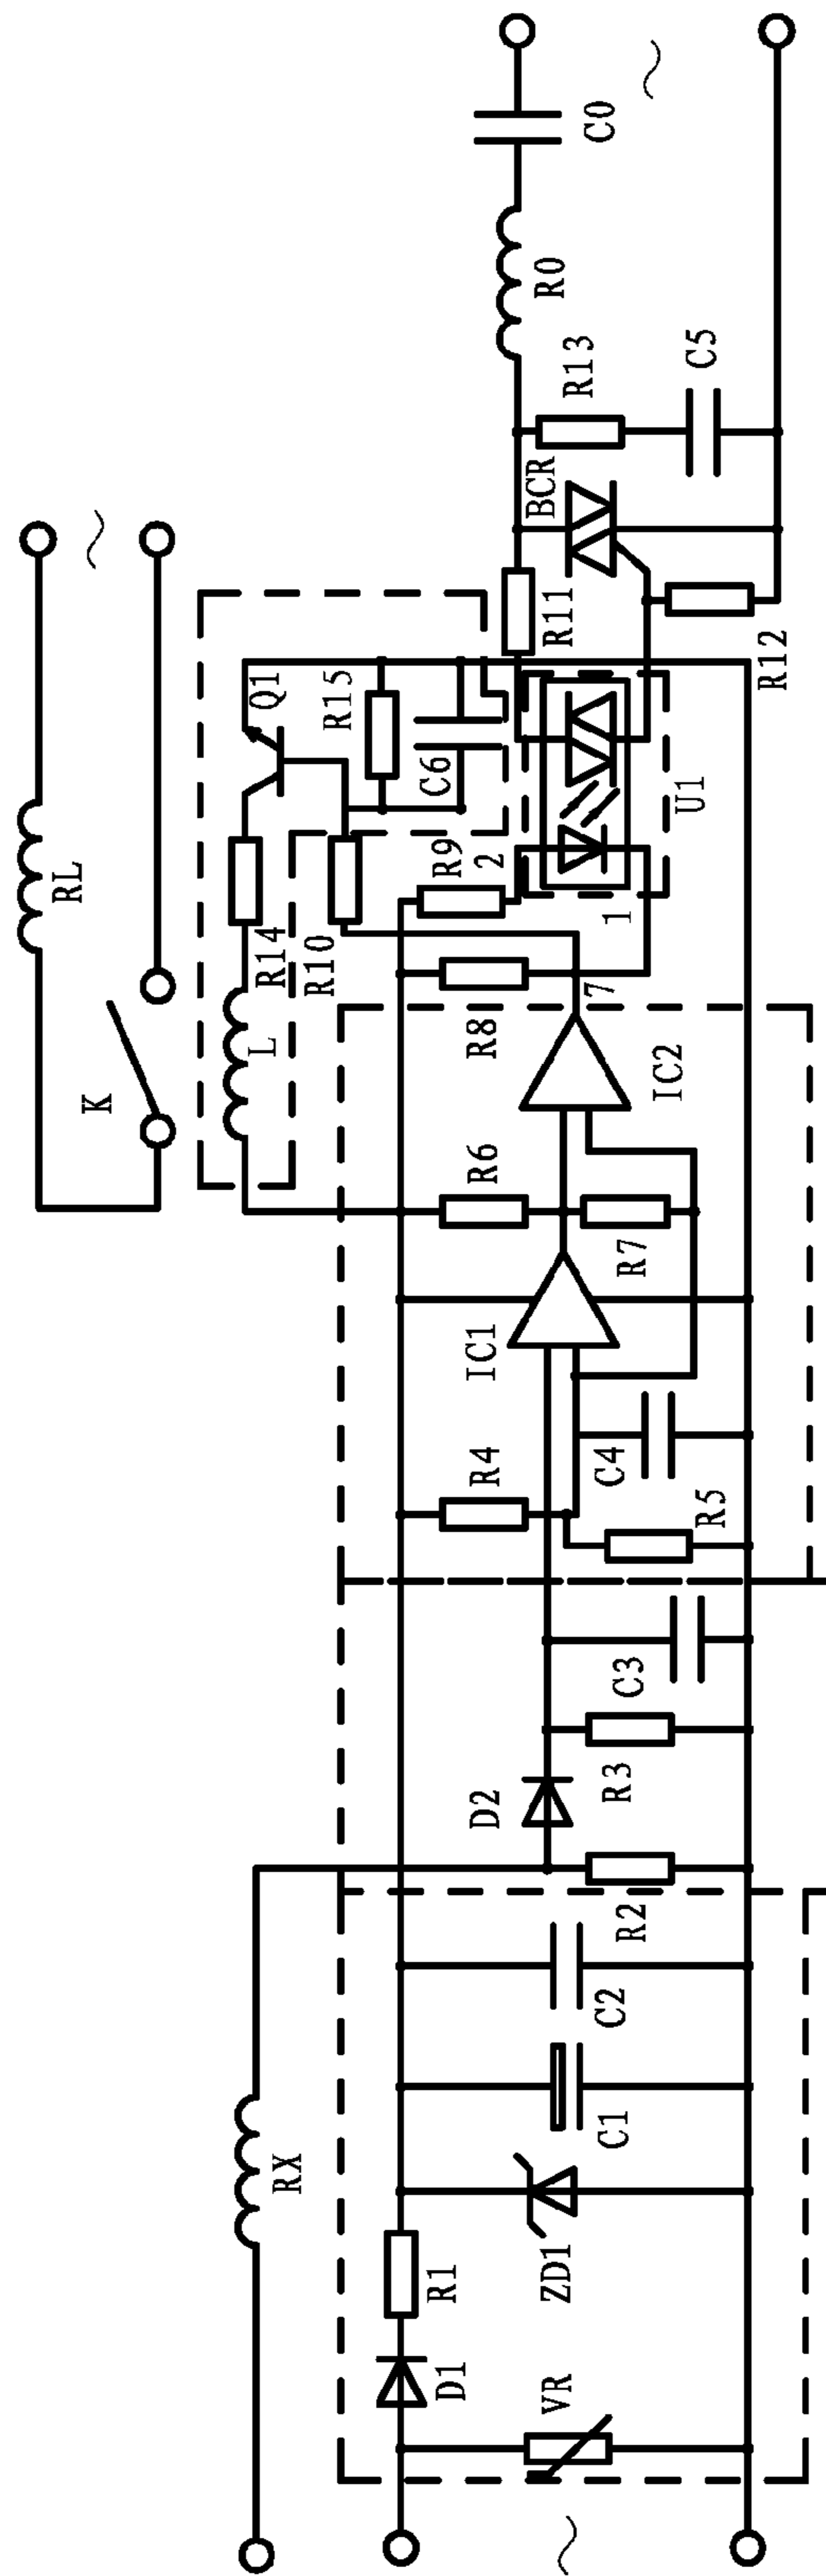 RL
K
L
R14
Q1
R15
C6
R10
R9
2
1
U1
R8
7
IC2
R6
R7
IC1
R4
C4
R5
R11
BCR
R12
R13
C5
R0
C0
RX
D2
C3
R3
R2
C2
C1
ZD1
R1
D1
VR
~
~
~